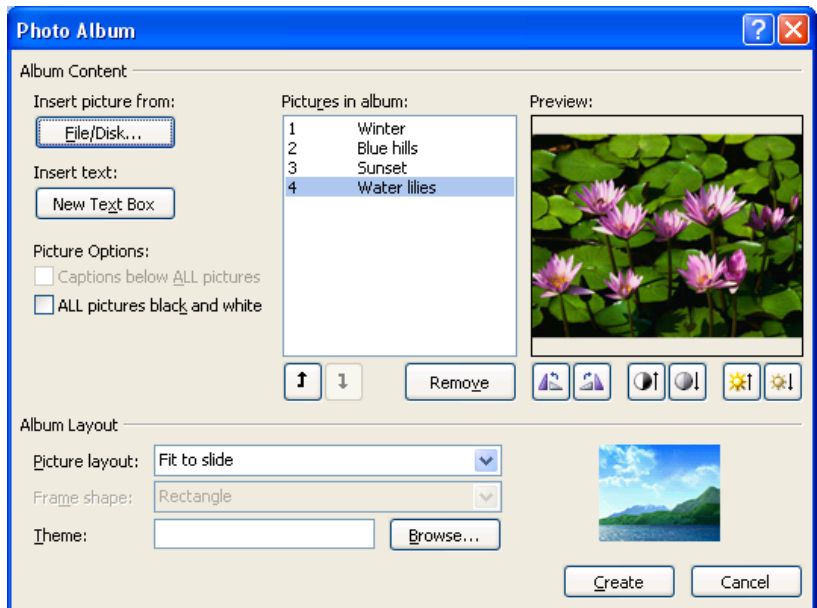 Photo Album
Album Content
Insert picture from:
File/Disk...
Insert text:
New Text Box
Picture Options:
Captions below ALL pictures
ALL pictures black and white
Pictures in album:
1 Winter
2 Blue hills
3 Sunset
4 Water lilies
Remove
Preview:
Album Layout
Picture layout: Fit to slide
Frame shape: Rectangle
Theme: Browse...
Create Cancel